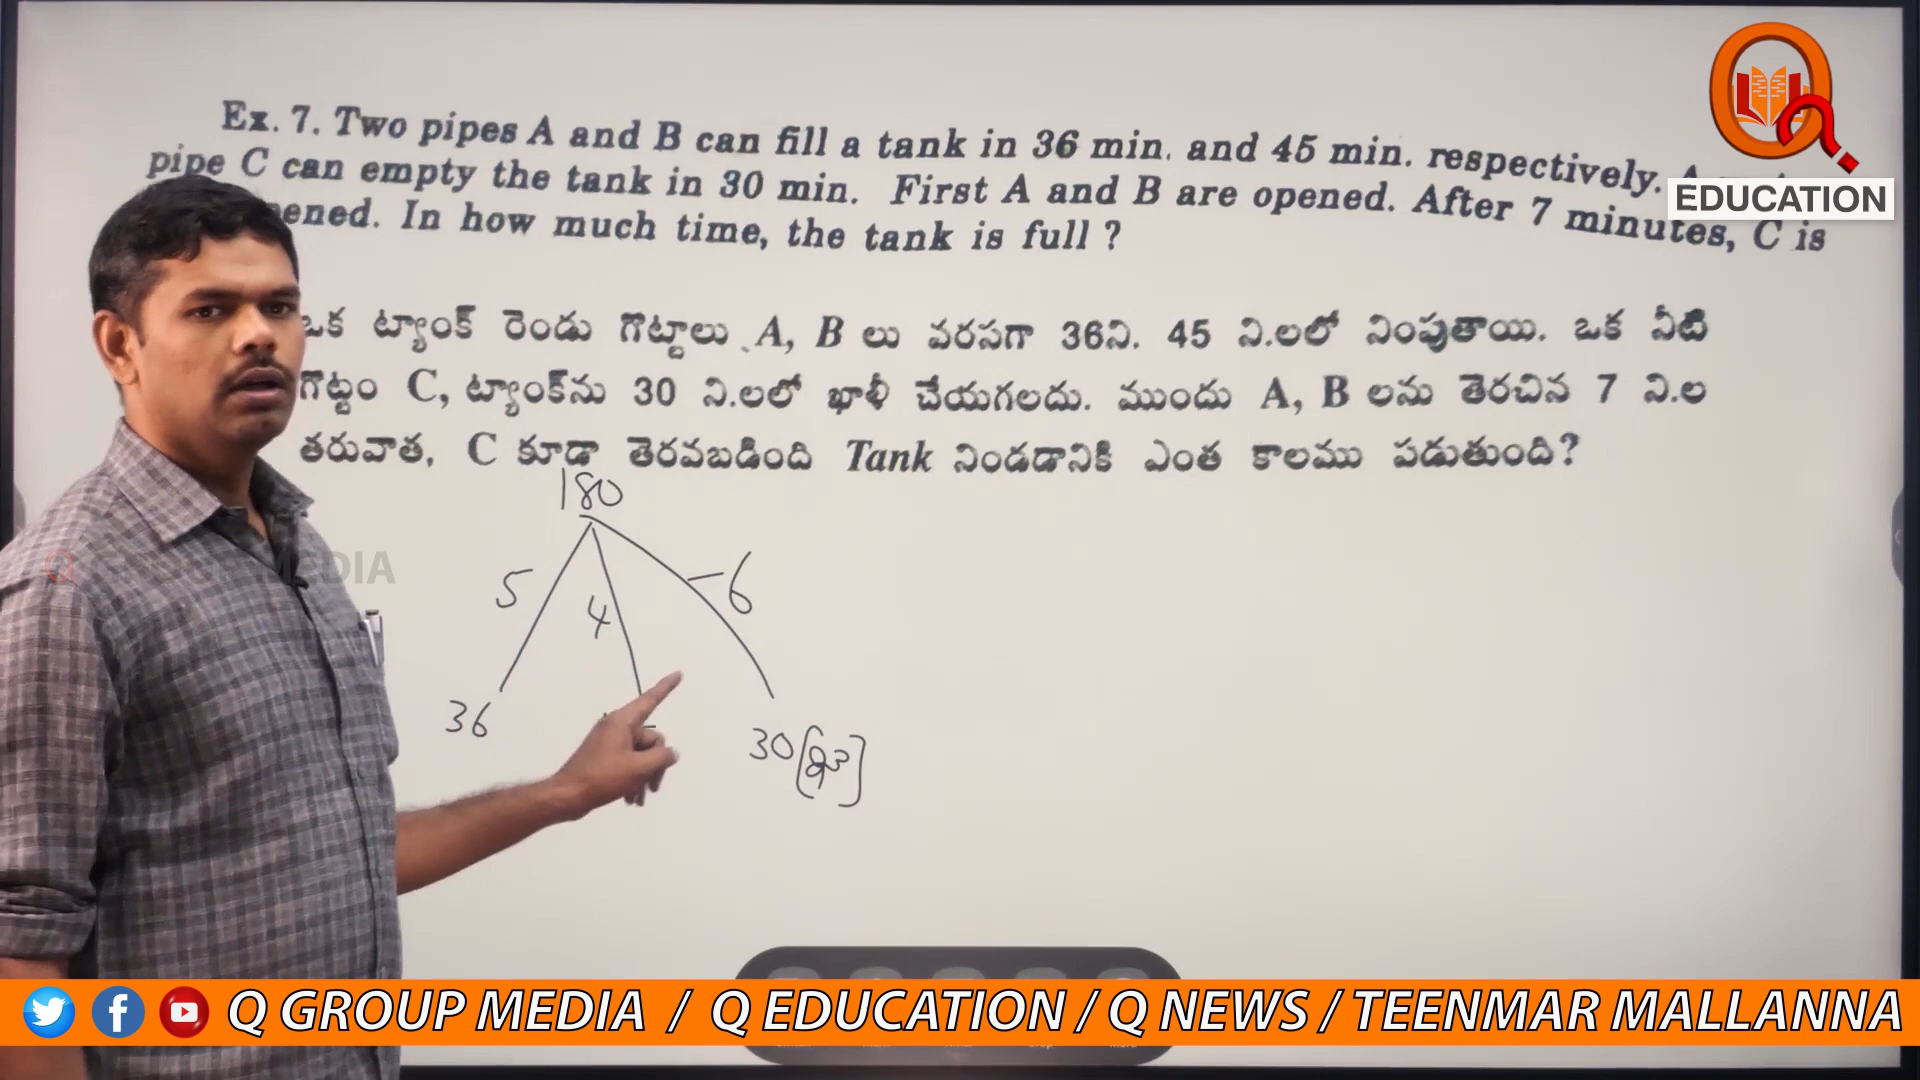 Ex. 7. Two pipes A and B can fill a tank in 36 min. and 45 min. respectively.
pipe C can empty the tank in 30 min. First A and B are opened. After 7 minutes, C is
ened. In how much time, the tank is full ?
ఒక ట్యాంక్ రెండు గొట్టాలు A, B లు వరసగా 36ని. 45 ని.లలో నింపుతాయి. ఒక నీటి
గొట్టం C, ట్యాంక్‌ను 30 ని.లలో ఖాళీ చేయగలదు. ముందు A, B లను తెరచిన 7 ని.ల
తరువాత, C కూడా తెరవబడింది Tank నిండడానికి ఎంత కాలము పడుతుంది?
180
5 4 -6
36 30
EDUCATION
Q GROUP MEDIA / Q EDUCATION / Q NEWS / TEENMAR MALLANNA